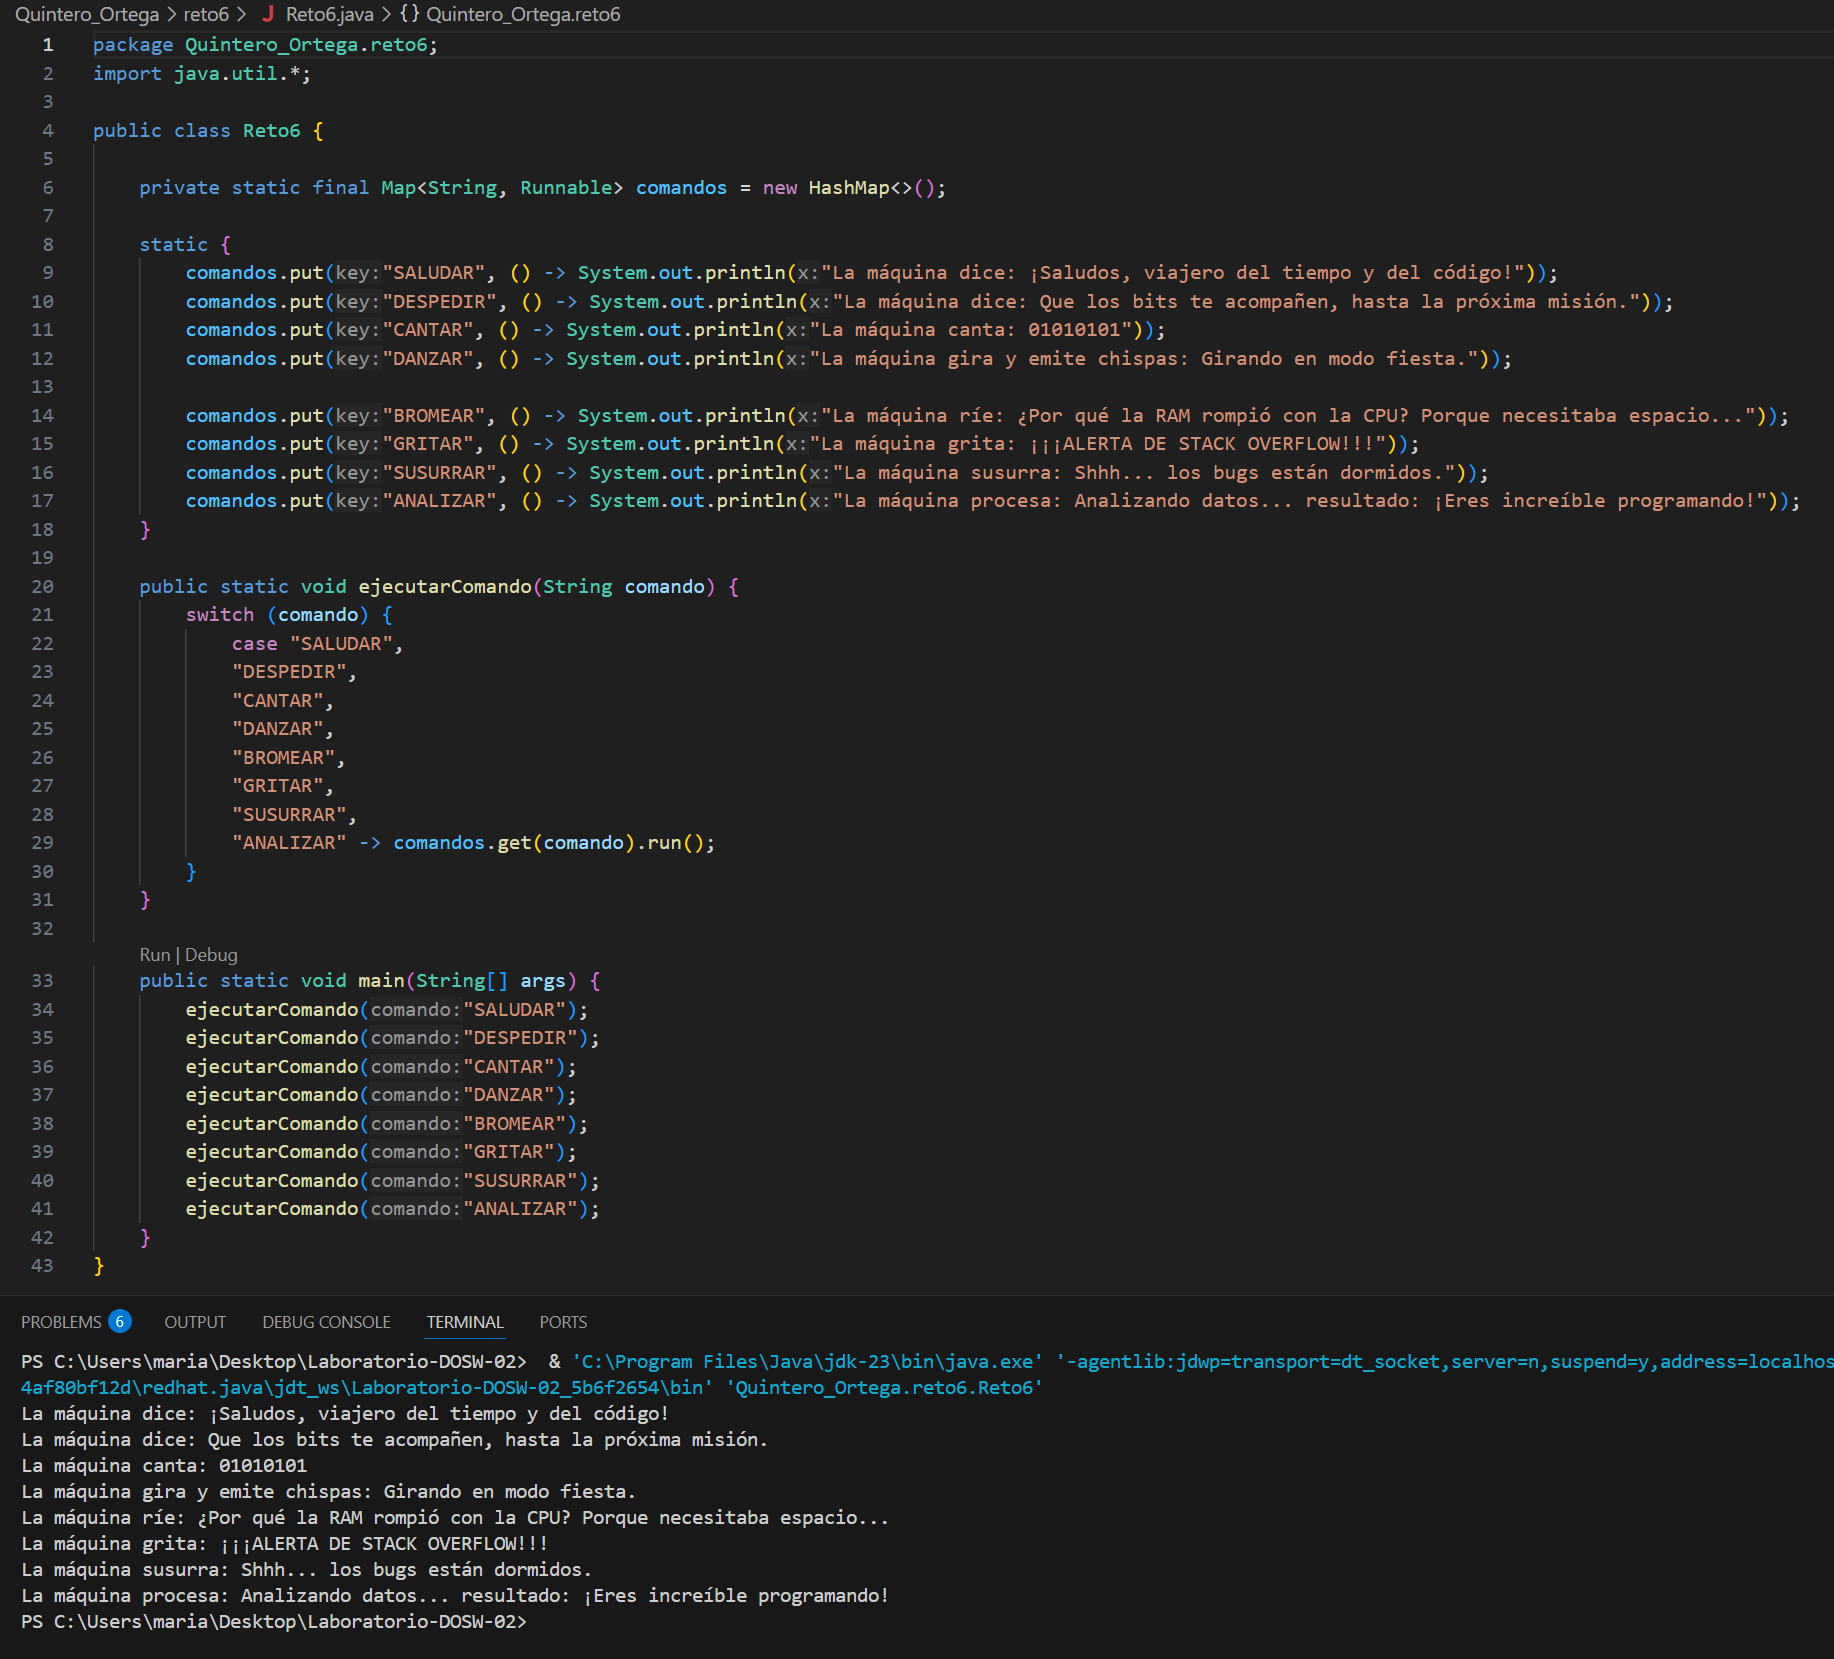 Quintero_Ortega > reto6 > J Reto6.java > {} Quintero_Ortega.reto6
1 package Quintero_Ortega.reto6;
2 import java.util.*;
3
4 public class Reto6 {
5
6 private static final Map<String, Runnable> comandos = new HashMap<>();
7
8 static {
9 comandos.put(key:"SALUDAR", () -> System.out.println(x:"La máquina dice: ¡Saludos, viajero del tiempo y del código!"));
10 comandos.put(key:"DESPEDIR", () -> System.out.println(x:"La máquina dice: Que los bits te acompañen, hasta la próxima misión."));
11 comandos.put(key:"CANTAR", () -> System.out.println(x:"La máquina canta: 01010101"));
12 comandos.put(key:"DANZAR", () -> System.out.println(x:"La máquina gira y emite chispas: Girando en modo fiesta."));
13
14 comandos.put(key:"BROMEAR", () -> System.out.println(x:"La máquina ríe: ¿Por qué la RAM rompió con la CPU? Porque necesitaba espacio..."));
15 comandos.put(key:"GRITAR", () -> System.out.println(x:"La máquina grita: ¡¡¡ALERTA DE STACK OVERFLOW!!!"));
16 comandos.put(key:"SUSURRAR", () -> System.out.println(x:"La máquina susurra: Shhh... los bugs están dormidos."));
17 comandos.put(key:"ANALIZAR", () -> System.out.println(x:"La máquina procesa: Analizando datos... resultado: ¡Eres increíble programando!"));
18 }
19
20 public static void ejecutarComando(String comando) {
21 switch (comando) {
22 case "SALUDAR",
23 "DESPEDIR",
24 "CANTAR",
25 "DANZAR",
26 "BROMEAR",
27 "GRITAR",
28 "SUSURRAR",
29 "ANALIZAR" -> comandos.get(comando).run();
30 }
31 }
32
Run | Debug
33 public static void main(String[] args) {
34 ejecutarComando(comando:"SALUDAR");
35 ejecutarComando(comando:"DESPEDIR");
36 ejecutarComando(comando:"CANTAR");
37 ejecutarComando(comando:"DANZAR");
38 ejecutarComando(comando:"BROMEAR");
39 ejecutarComando(comando:"GRITAR");
40 ejecutarComando(comando:"SUSURRAR");
41 ejecutarComando(comando:"ANALIZAR");
42 }
43 }
PROBLEMS 6 OUTPUT DEBUG CONSOLE TERMINAL PORTS
PS C:\Users\maria\Desktop\Laboratorio-DOSW-02>  & 'C:\Program Files\Java\jdk-23\bin\java.exe' '-agentlib:jdwp=transport=dt_socket,server=n,suspend=y,address=localhos
4af80bf12d\redhat.java\jdt_ws\Laboratorio-DOSW-02_5b6f2654\bin' 'Quintero_Ortega.reto6.Reto6'
La máquina dice: ¡Saludos, viajero del tiempo y del código!
La máquina dice: Que los bits te acompañen, hasta la próxima misión.
La máquina canta: 01010101
La máquina gira y emite chispas: Girando en modo fiesta.
La máquina ríe: ¿Por qué la RAM rompió con la CPU? Porque necesitaba espacio...
La máquina grita: ¡¡¡ALERTA DE STACK OVERFLOW!!!
La máquina susurra: Shhh... los bugs están dormidos.
La máquina procesa: Analizando datos... resultado: ¡Eres increíble programando!
PS C:\Users\maria\Desktop\Laboratorio-DOSW-02>